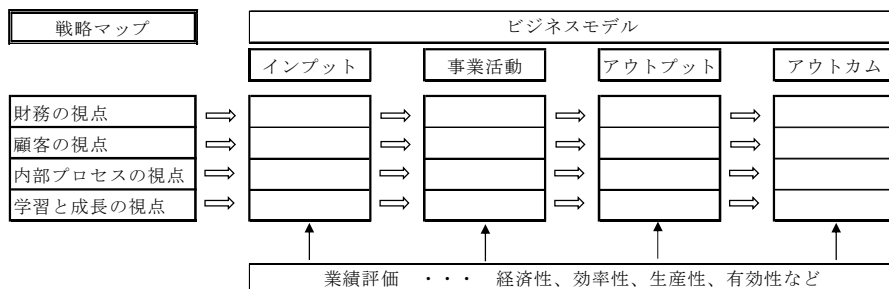 戦略マップ
ビジネスモデル
インプット
事業活動
アウトプット
アウトカム
財務の視点
顧客の視点
内部プロセスの視点
学習と成長の視点
業績評価 ・・・ 経済性、効率性、生産性、有効性など